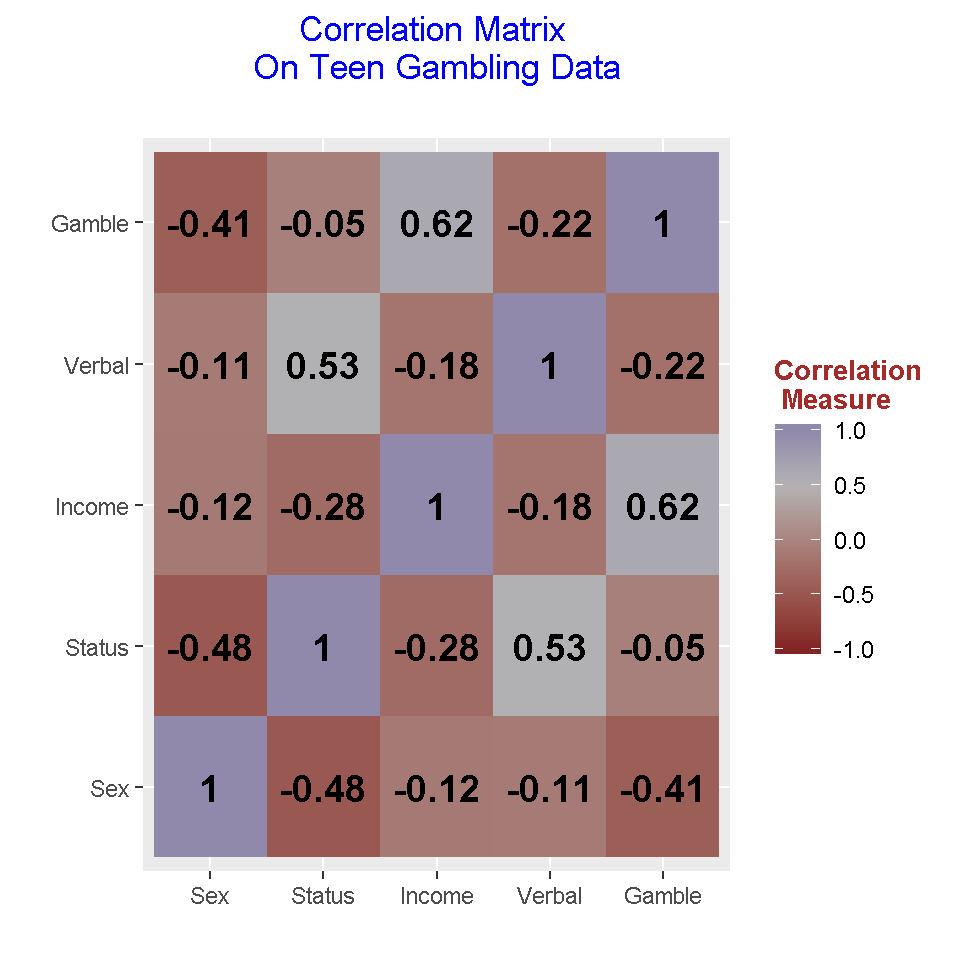 Correlation Matrix
On Teen Gambling Data
Gamble -0.41 -0.05 0.62 -0.22 1
Verbal -0.11 0.53 -0.18 1 -0.22
Income -0.12 -0.28 1 -0.18 0.62
Status -0.48 1 -0.28 0.53 -0.05
Sex 1 -0.48 -0.12 -0.11 -0.41
Sex Status Income Verbal Gamble
Correlation
Measure
1.0
0.5
0.0
-0.5
-1.0